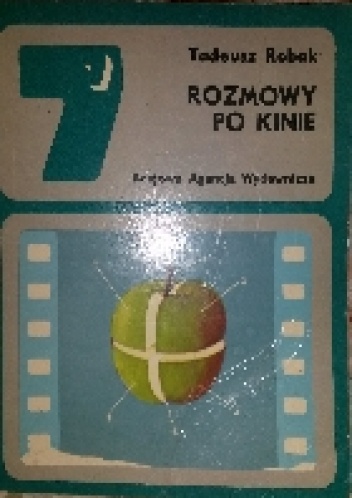 7
Tadeusz Robak
ROZMOWY
PO KINIE
Krajowa Agencja Wydawnicza